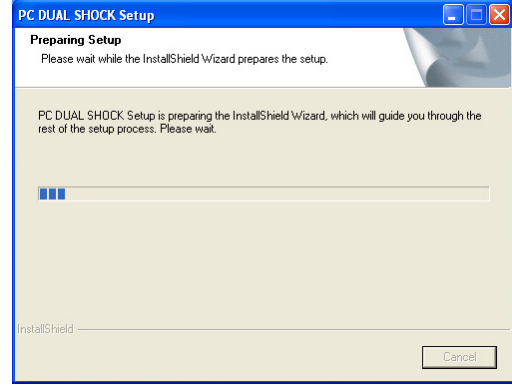 PC DUAL SHOCK Setup
Preparing Setup
Please wait while the InstallShield Wizard prepares the setup.
PC DUAL SHOCK Setup is preparing the InstallShield Wizard, which will guide you through the
rest of the setup process. Please wait.
InstallShield
Cancel